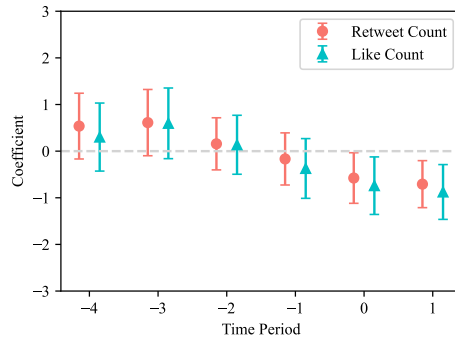 3
2
1
0
−1
−2
−3
Coefficient
Retweet Count
Like Count
−4 −3 −2 −1 0 1
Time Period